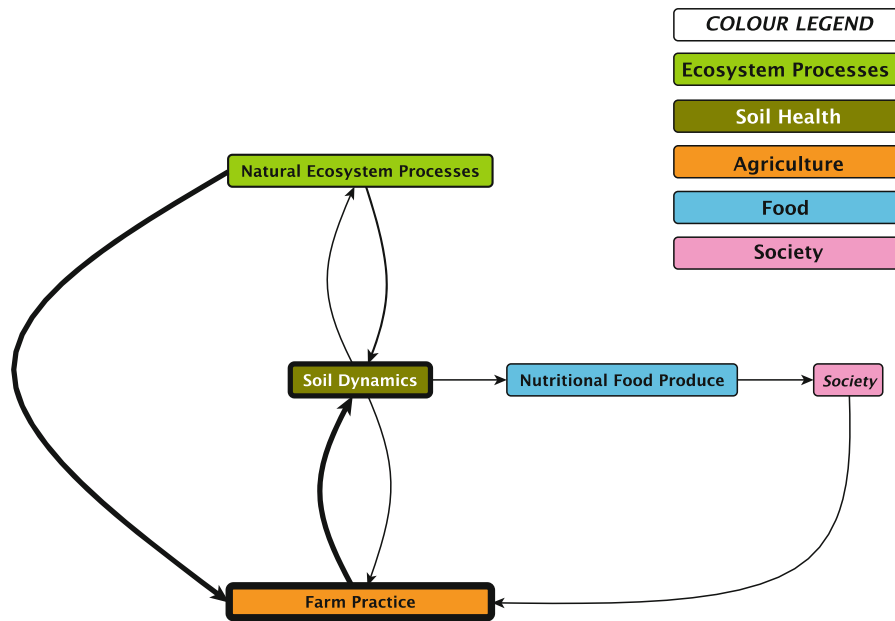 COLOUR LEGEND
Ecosystem Processes
Soil Health
Agriculture
Food
Society
Natural Ecosystem Processes
Soil Dynamics
Nutritional Food Produce
Society
Farm Practice